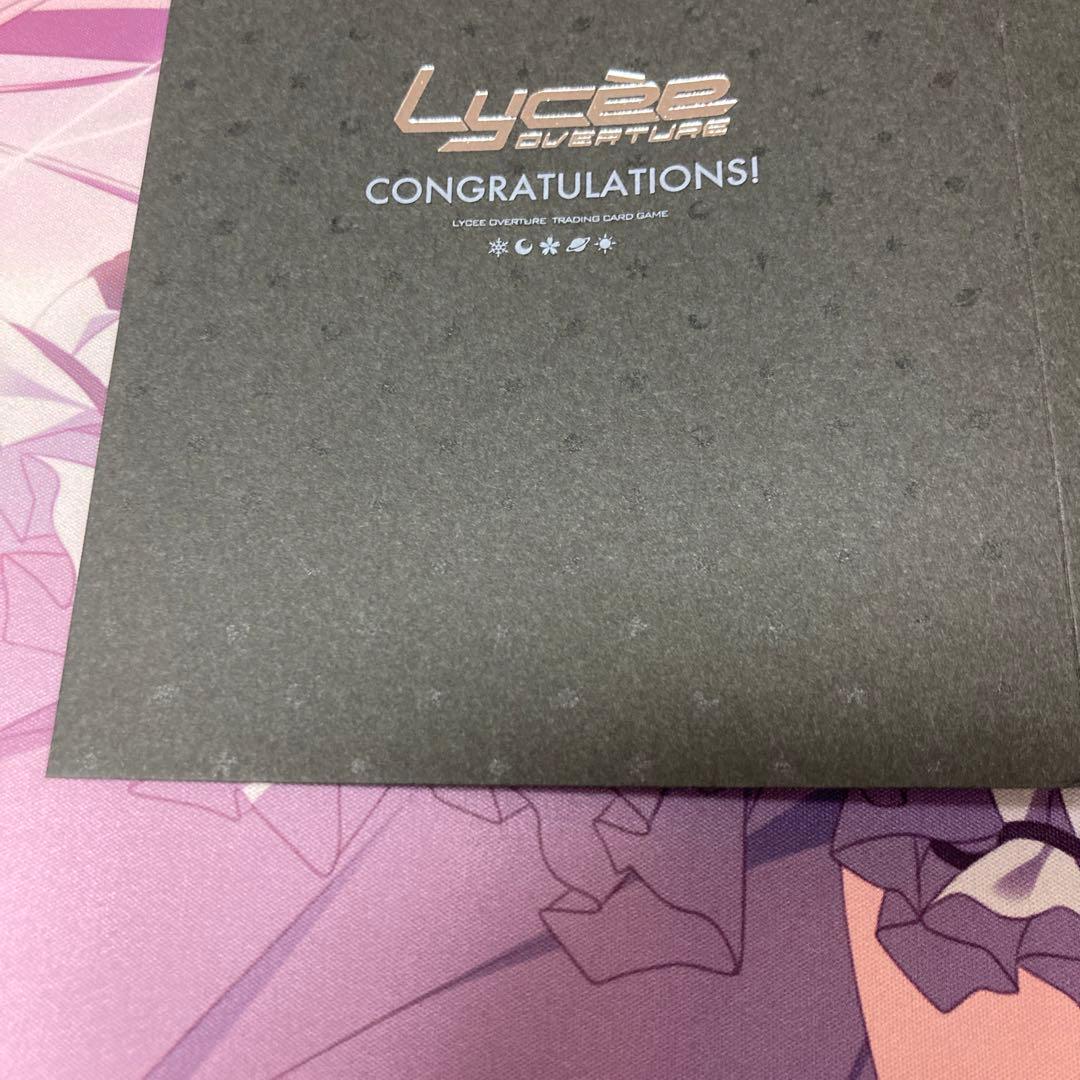 Lycèe
OVERTURE
CONGRATULATIONS!
LYCEE OVERTURE TRADING CARD GAME